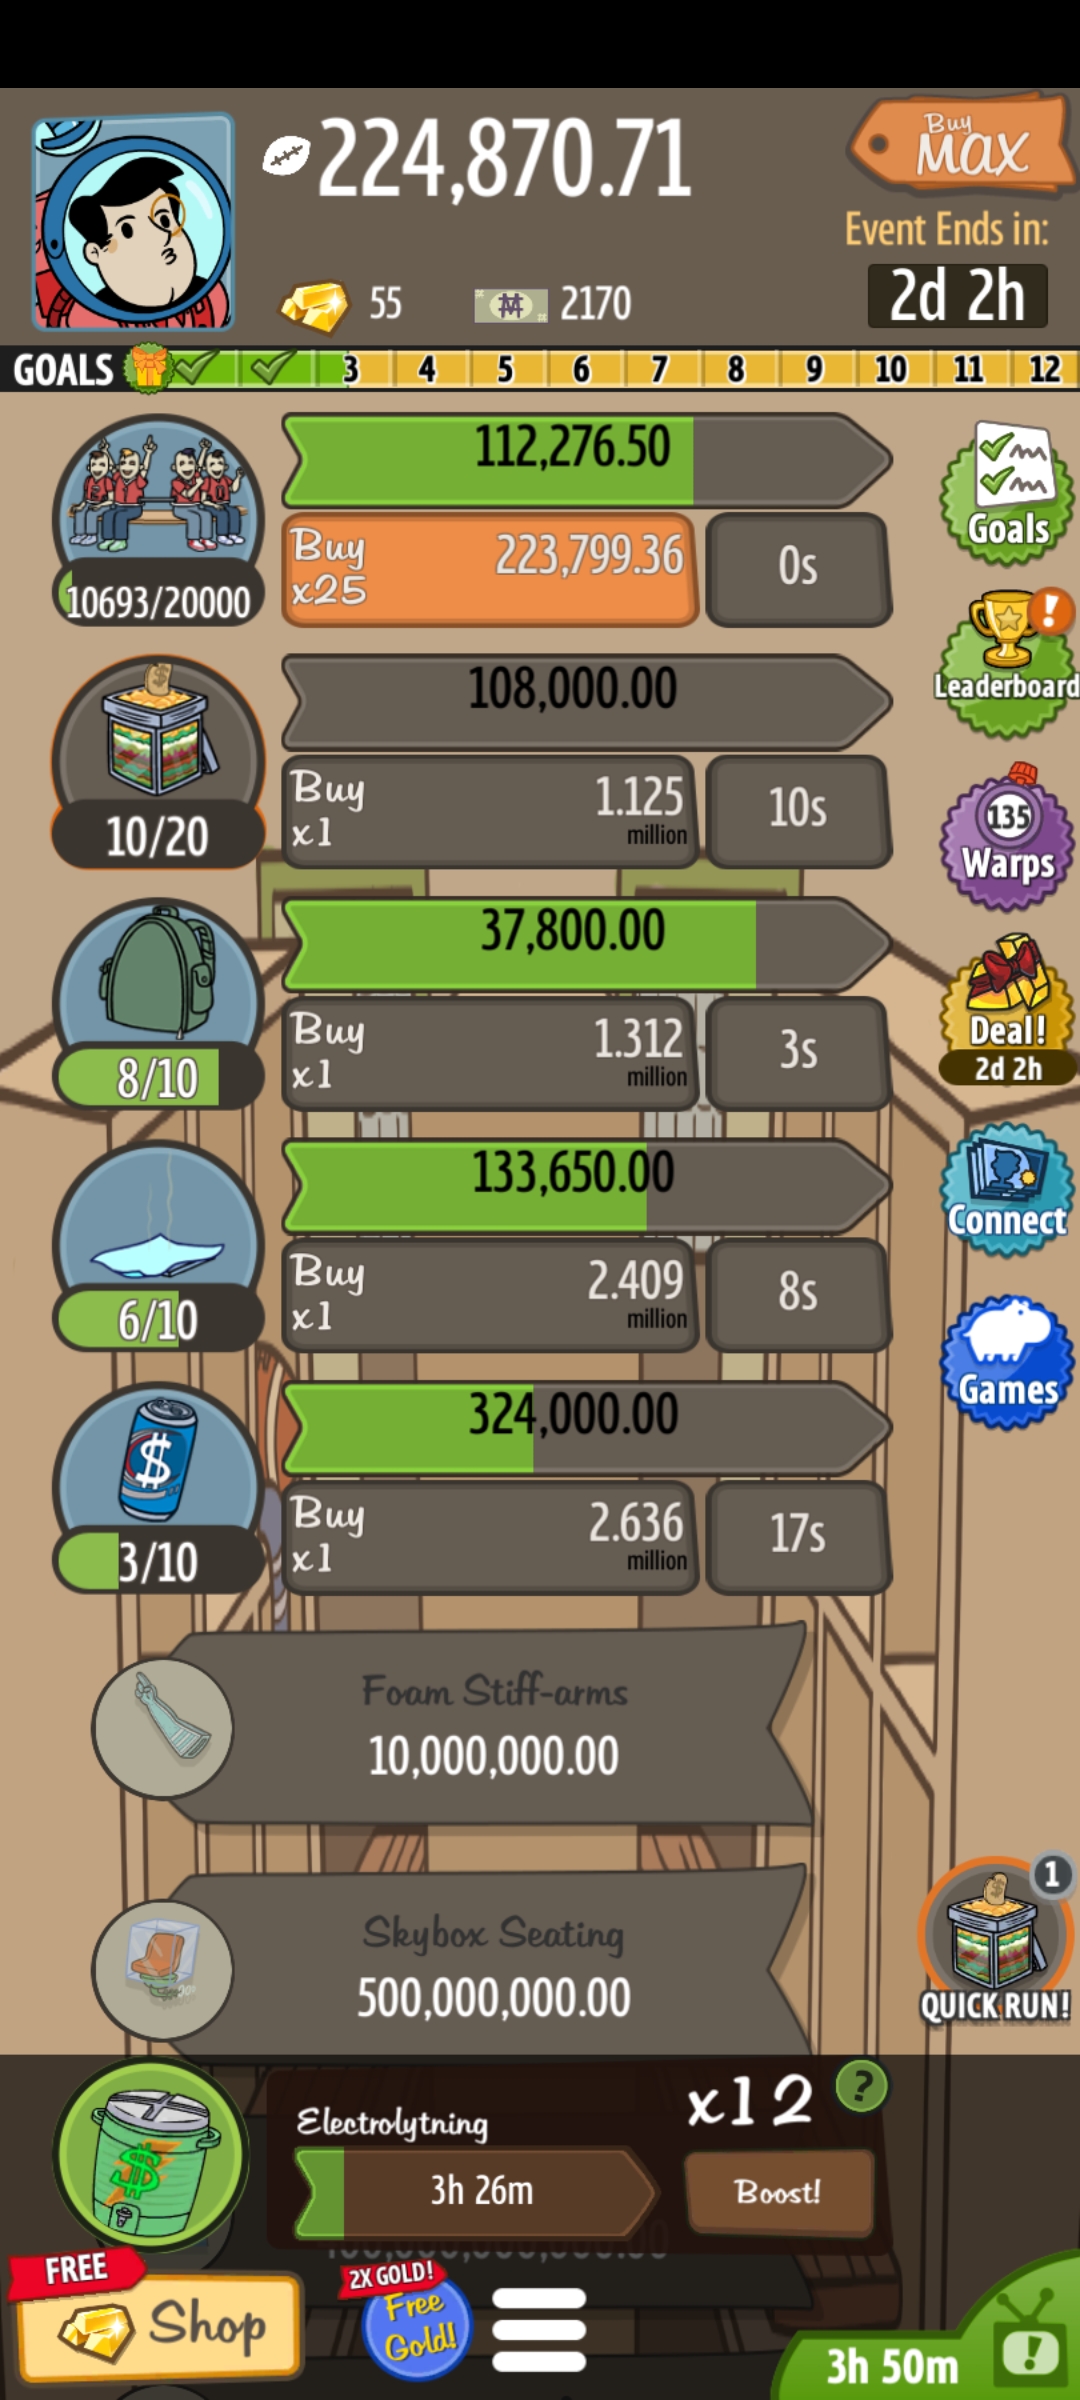 224,870.71
Buy
MAX
Event Ends in:
55
2170
2d 2h
GOALS 3 4 5 6 7 8 9 10 11 12
112,276.50
Buy
x25
223,799.36
0s
10693/20000
Goals
108,000.00
Leaderboard
Buy
x1
1.125
million
10s
10/20
135
Warps
37,800.00
Buy
x1
1.312
million
3s
8/10
Deal!
2d 2h
133,650.00
Buy
x1
2.409
million
8s
6/10
Connect
324,000.00
Buy
x1
2.636
million
17s
3/10
Games
Foam Stiff-arms
10,000,000.00
Skybox Seating
500,000,000.00
1
QUICK RUN!
Electrolytning
x12
?
3h 26m
Boost!
FREE
Shop
2X GOLD!
Free
Gold!
3h 50m